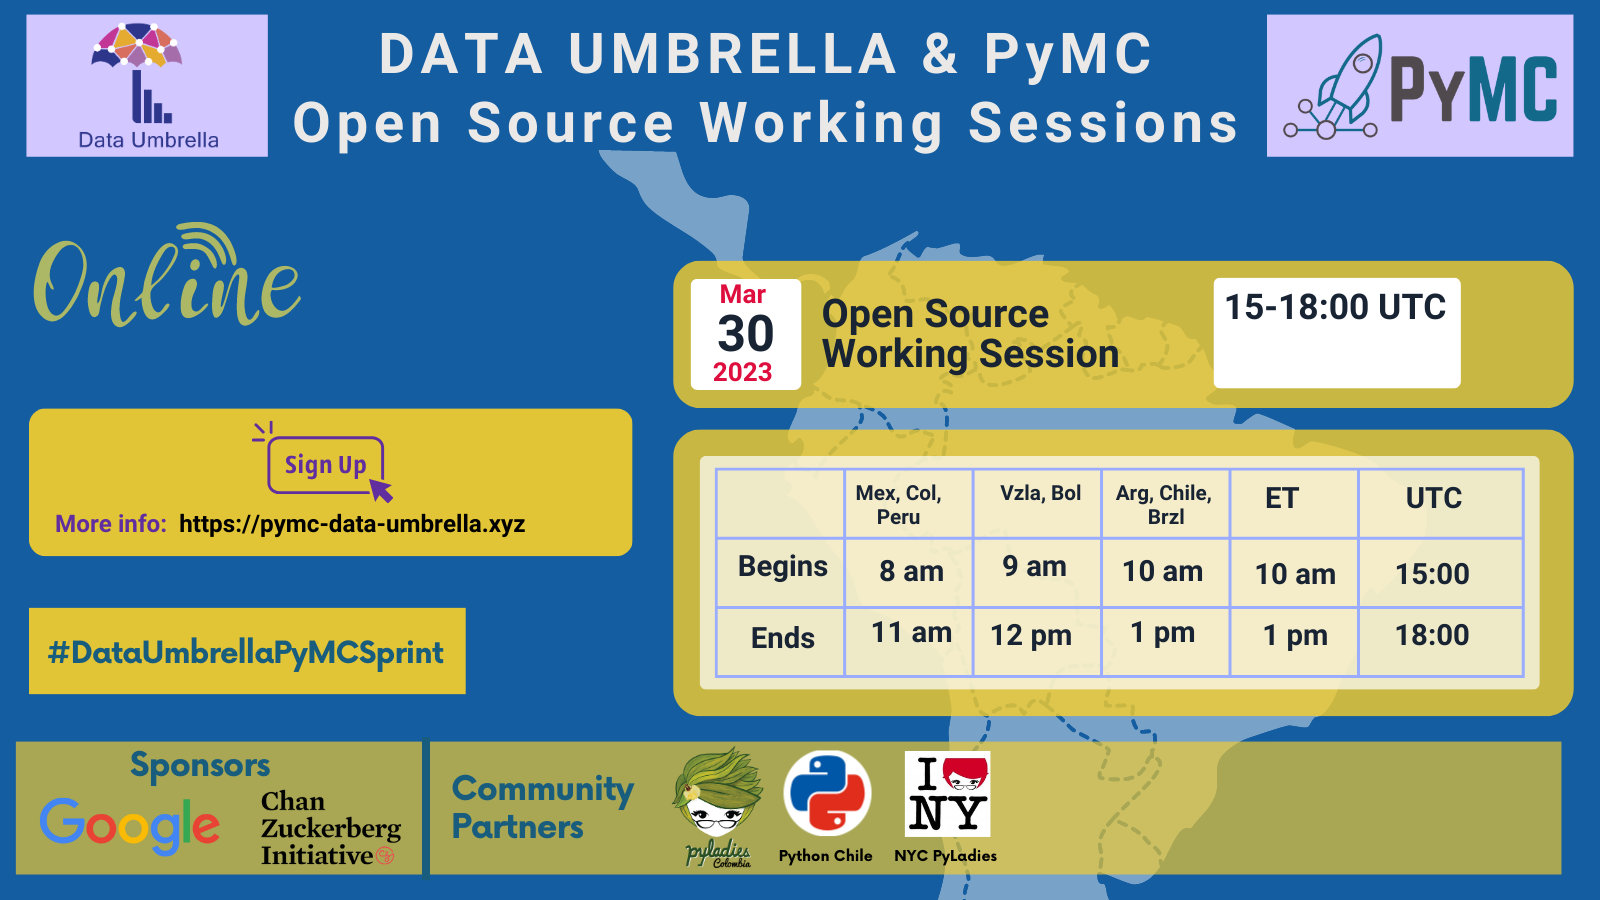 Data Umbrella
DATA UMBRELLA & PyMC
Open Source Working Sessions
PyMC
Online
Mar
30
2023
Open Source
Working Session
15-18:00 UTC
Sign Up
More info: https://pymc-data-umbrella.xyz
#DataUmbrellaPyMCSprint
Mex, Col, Peru Vzla, Bol Arg, Chile, Brzl ET UTC
Begins 8 am 9 am 10 am 10 am 15:00
Ends 11 am 12 pm 1 pm 1 pm 18:00
Sponsors
Google
Chan
Zuckerberg
Initiative
Community
Partners
pyladies
Colombia
Python Chile
I
NY
NYC PyLadies